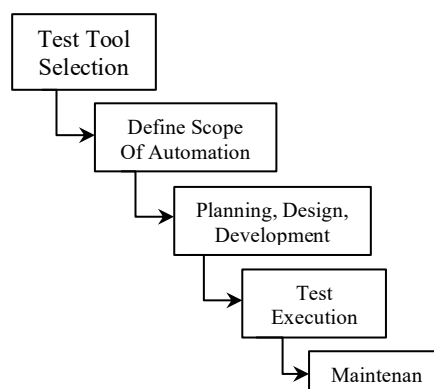 Test Tool
Selection
Define Scope
Of Automation
Planning, Design,
Development
Test
Execution
Maintenan